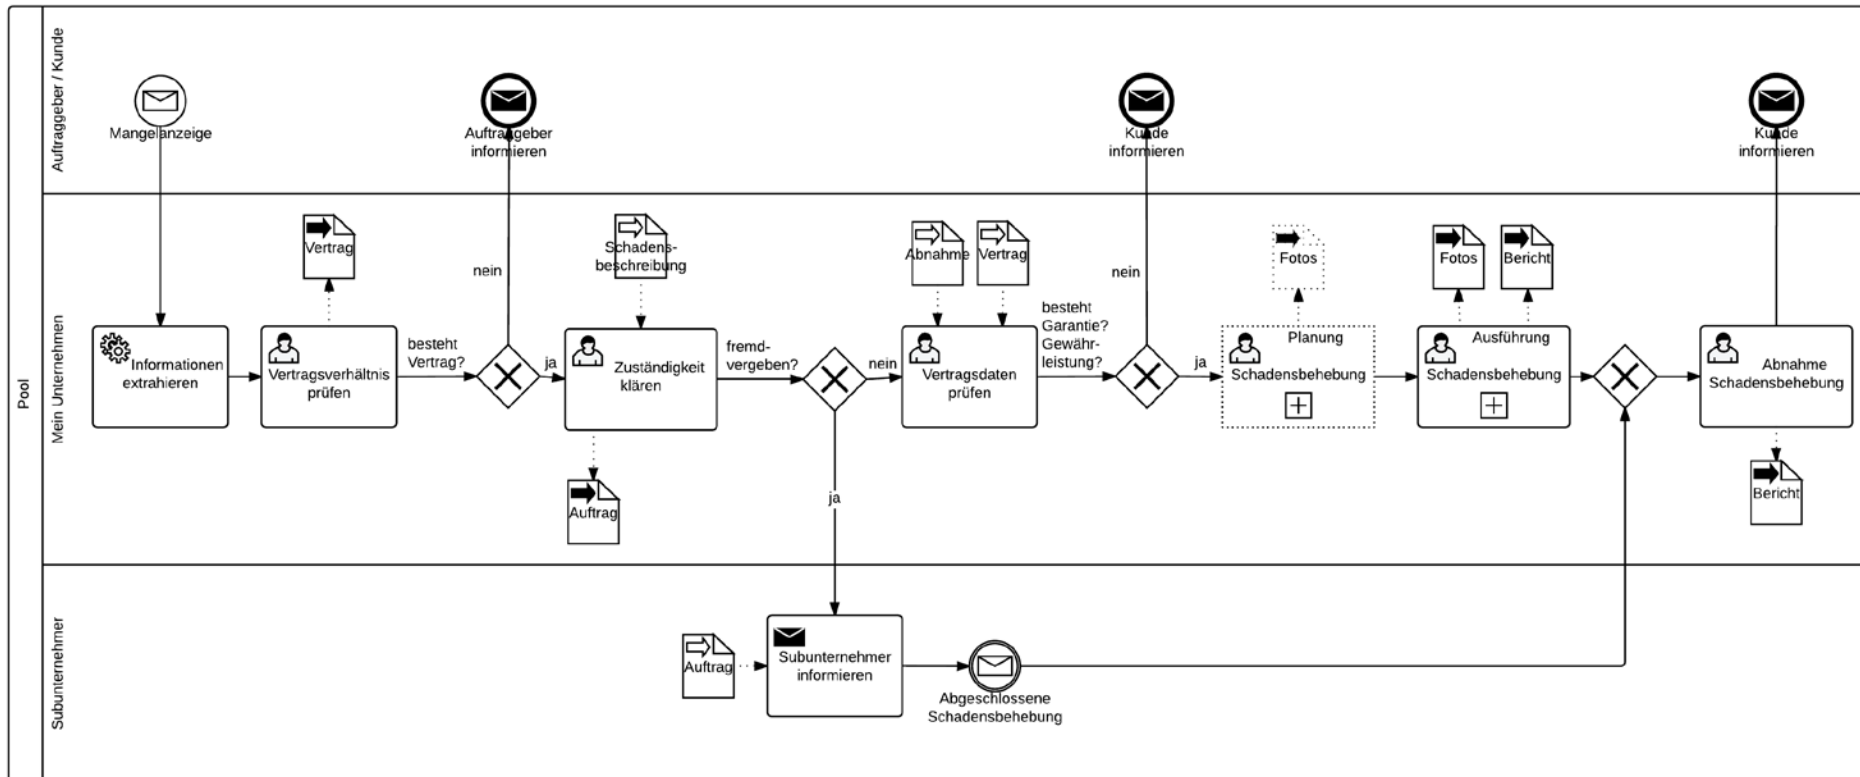 Pool
Auftraggeber / Kunde
Mangelanzeige
Auftraggeber
informieren
Kunde
informieren
Kunde
informieren
Mein Unternehmen
Informationen
extrahieren
Vertrag
Vertragsverhältnis
prüfen
besteht
Vertrag?
nein
ja
Schadens-
beschreibung
Zuständigkeit
klären
Auftrag
fremd-
vergeben?
nein
ja
Abnahme
Vertrag
Vertragsdaten
prüfen
besteht
Garantie?
Gewähr-
leistung?
nein
ja
Fotos
Planung
Schadensbehebung
Fotos
Bericht
Ausführung
Schadensbehebung
Abnahme
Schadensbehebung
Bericht
Subunternehmer
Auftrag
Subunternehmer
informieren
Abgeschlossene
Schadensbehebung